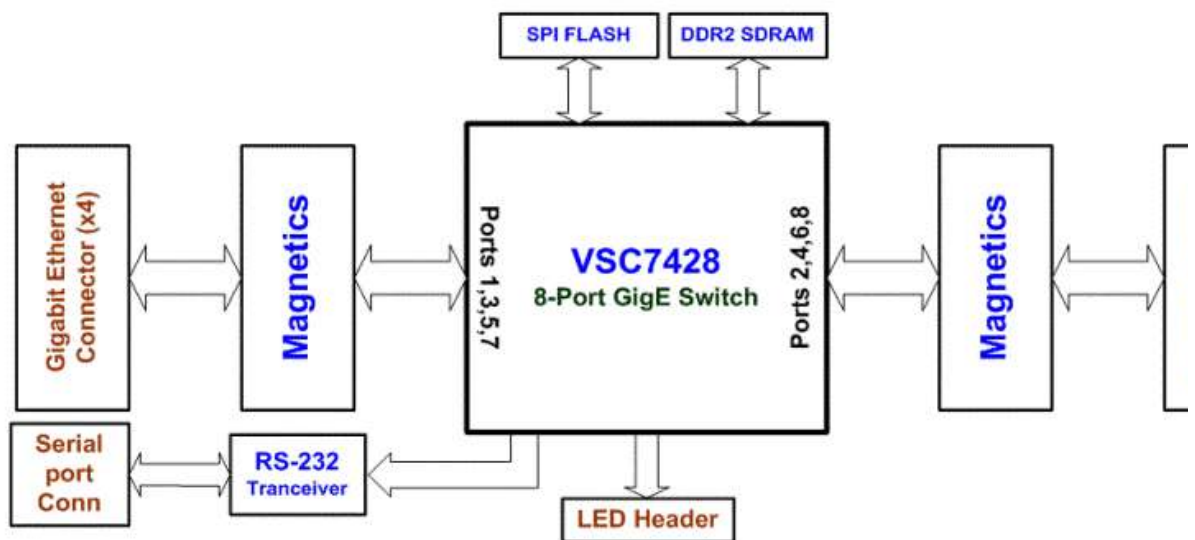 SPI FLASH
DDR2 SDRAM
Gigabit Ethernet
Connector (x4)
Magnetics
Ports 1,3,5,7
VSC7428
8-Port GigE Switch
Ports 2,4,6,8
Magnetics
Serial
port
Conn
RS-232
Tranceiver
LED Header